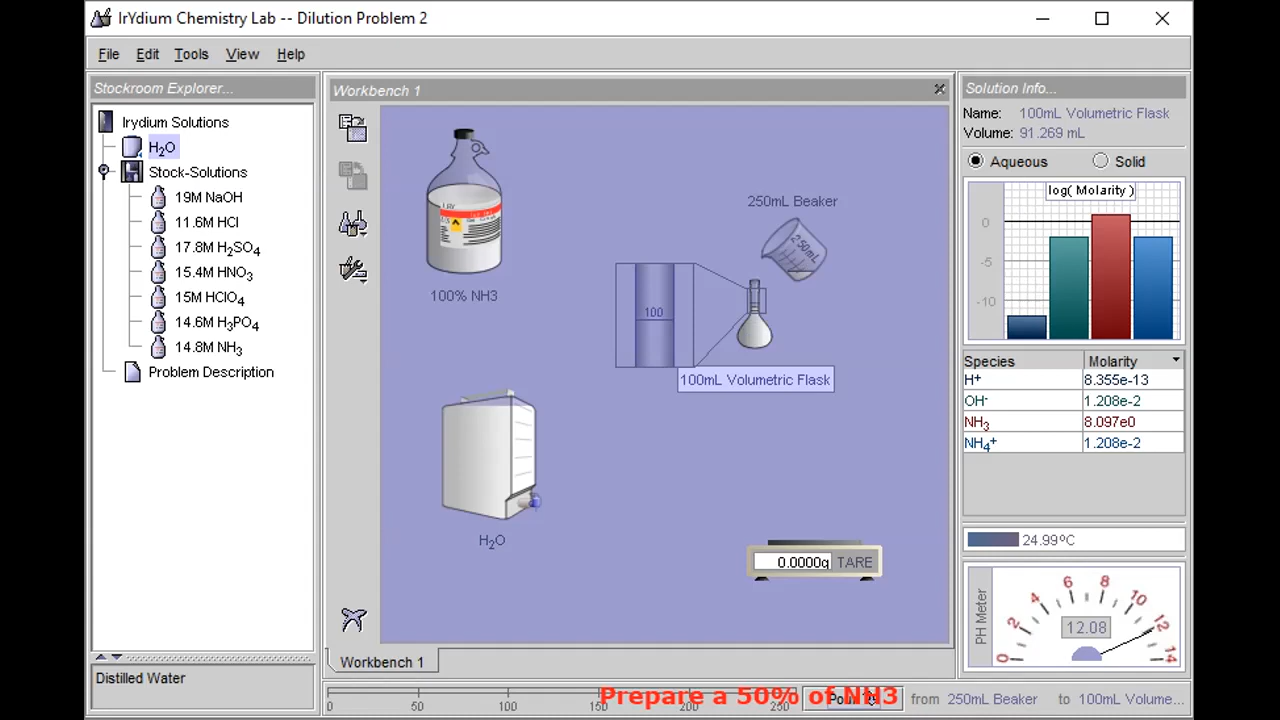 IrYdium Chemistry Lab -- Dilution Problem 2
File Edit Tools View Help
Stockroom Explorer...
Irydium Solutions
H2O
Stock-Solutions
19M NaOH
11.6M HCl
17.8M H2SO4
15.4M HNO3
15M HClO4
14.6M H3PO4
14.8M NH3
Problem Description
Distilled Water
Workbench 1
100% NH3
250mL Beaker
250mL
100
100mL Volumetric Flask
H2O
0.0000g TARE
Workbench 1
0 50 100 150 200 250
Prepare a 50% of NH3
from 250mL Beaker to 100mL Volume...
Solution Info...
Name: 100mL Volumetric Flask
Volume: 91.269 mL
Aqueous Solid
log( Molarity )
0
-5
-10
Species Molarity
H+ 8.355e-13
OH- 1.208e-2
NH3 8.097e0
NH4+ 1.208e-2
24.99ºC
PH Meter
0 2 4 6 8 10 12 14
12.08